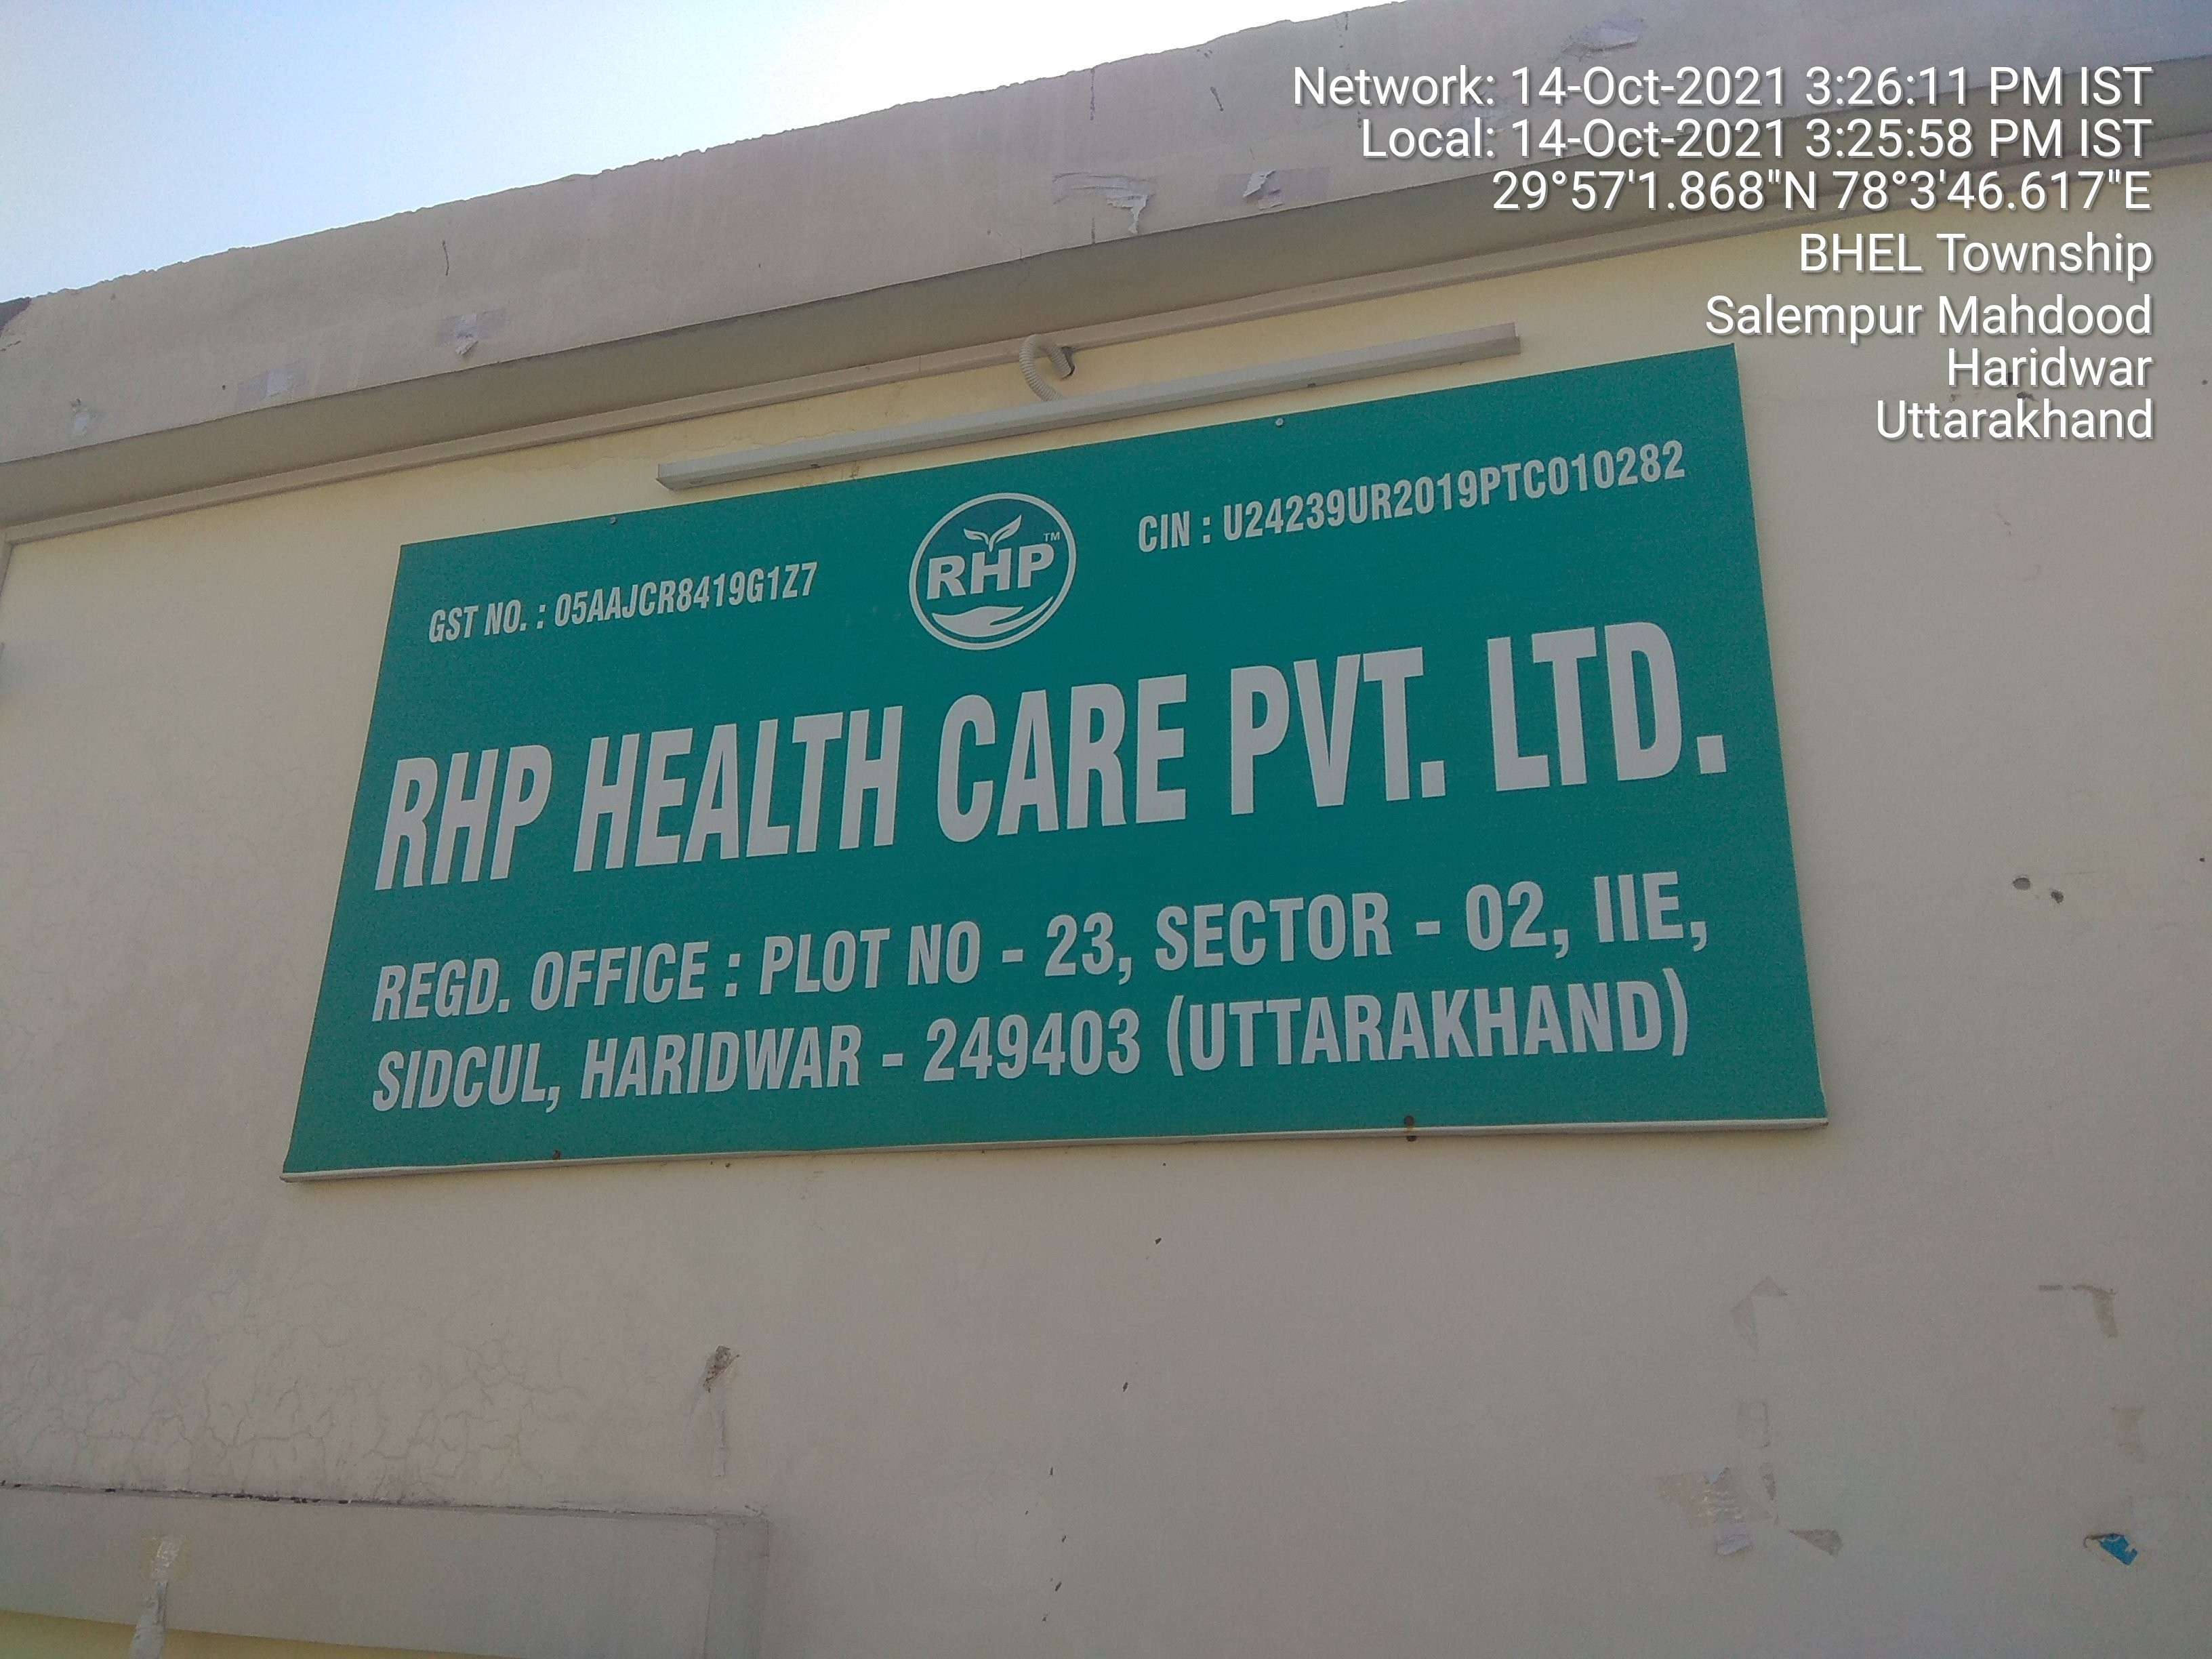 Network: 14-Oct-2021 3:26:11 PM IST
Local: 14-Oct-2021 3:25:58 PM IST
29°57'1.868"N 78°3'46.617"E
BHEL Township
Salempur Mahdood
Haridwar
Uttarakhand
GST NO. : 05AAJCR8419G1Z7
RHP TM
CIN : U24239UR2019PTC010282
RHP HEALTH CARE PVT. LTD.
REGD. OFFICE : PLOT NO - 23, SECTOR - 02, IIE,
SIDCUL, HARIDWAR - 249403 (UTTARAKHAND)